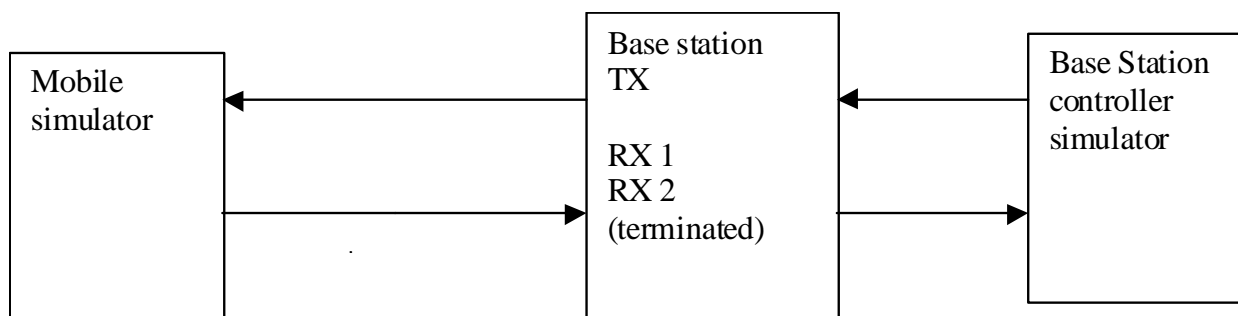 Mobile
simulator
Base station
TX
RX 1
RX 2
(terminated)
Base Station
controller
simulator